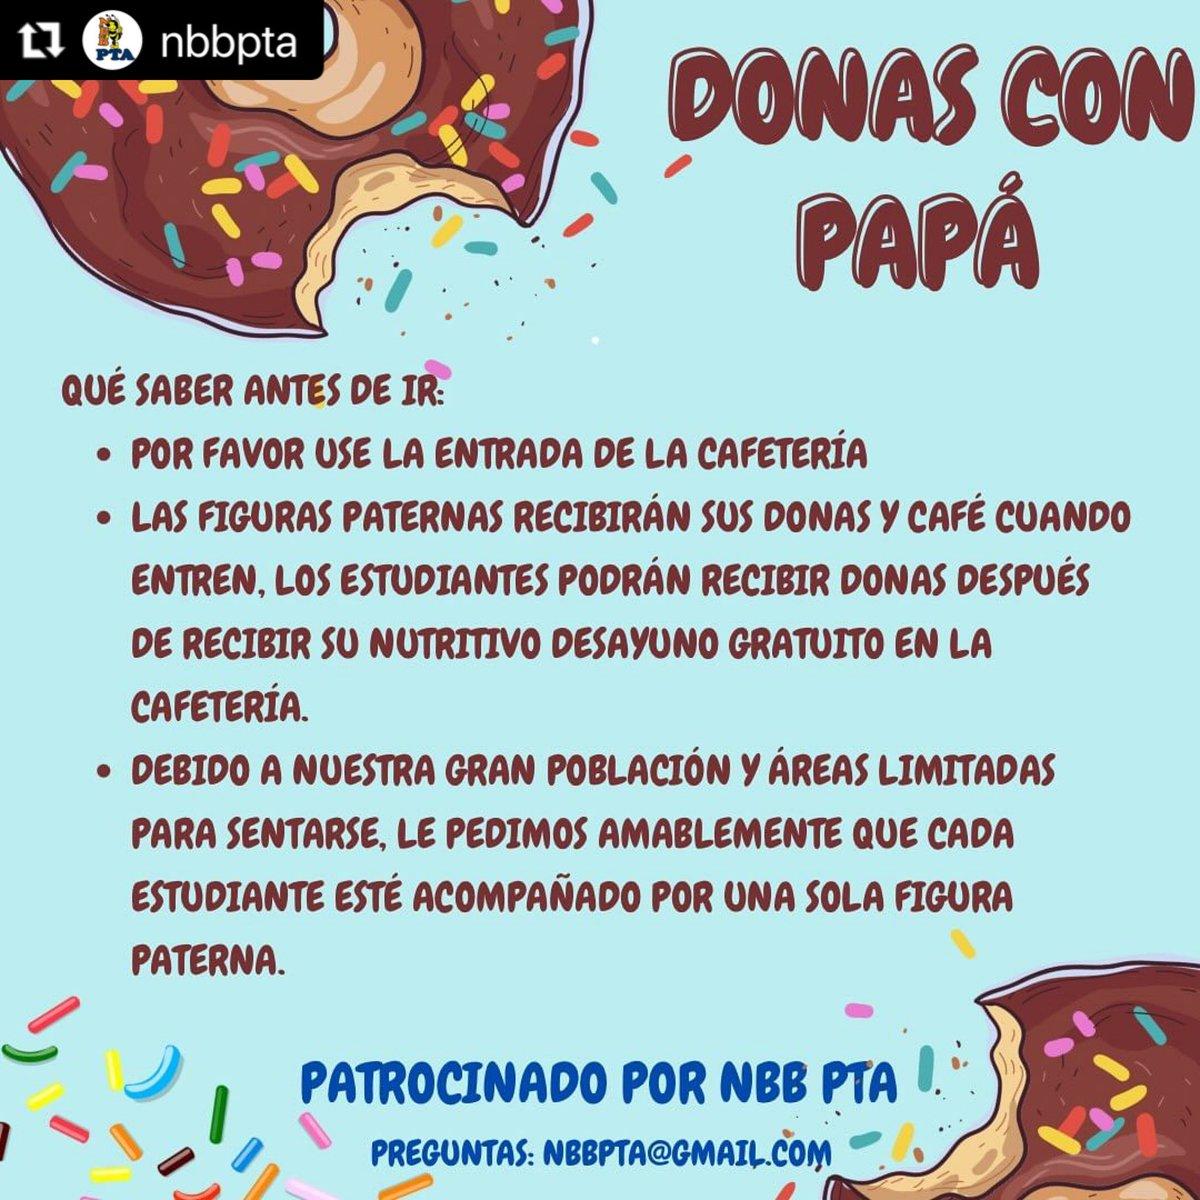 nbbpta
PTA
DONAS CON
PAPÁ
QUÉ SABER ANTES DE IR:
• POR FAVOR USE LA ENTRADA DE LA CAFETERÍA
• LAS FIGURAS PATERNAS RECIBIRÁN SUS DONAS Y CAFÉ CUANDO
ENTREN, LOS ESTUDIANTES PODRÁN RECIBIR DONAS DESPUÉS
DE RECIBIR SU NUTRITIVO DESAYUNO GRATUITO EN LA
CAFETERÍA.
• DEBIDO A NUESTRA GRAN POBLACIÓN Y ÁREAS LIMITADAS
PARA SENTARSE, LE PEDIMOS AMABLEMENTE QUE CADA
ESTUDIANTE ESTÉ ACOMPAÑADO POR UNA SOLA FIGURA
PATERNA.
PATROCINADO POR NBB PTA
PREGUNTAS: NBBPTA@GMAIL.COM